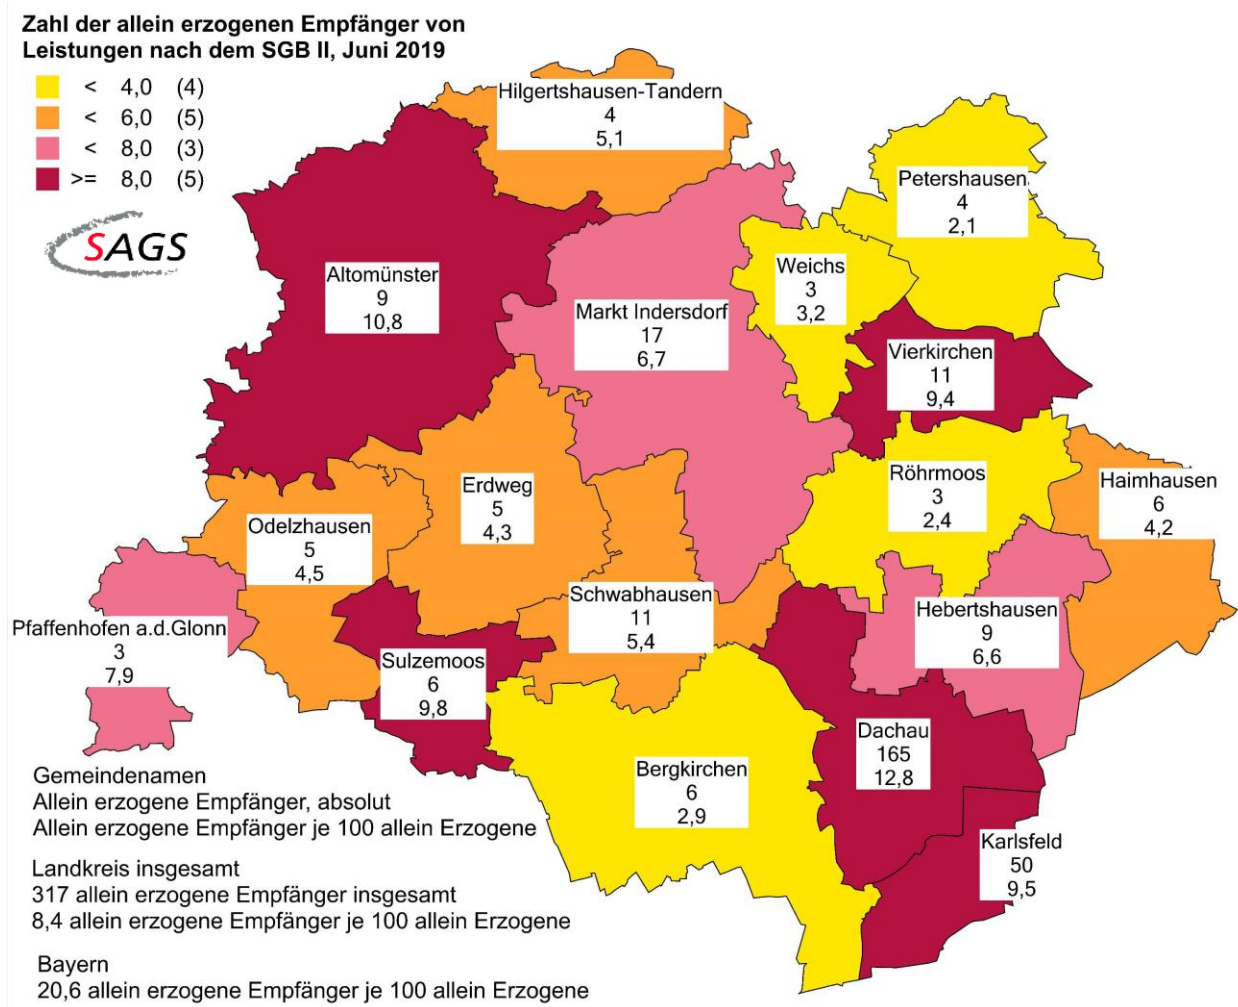 Zahl der allein erzogenen Empfänger von
Leistungen nach dem SGB II, Juni 2019
< 4,0 (4)
< 6,0 (5)
< 8,0 (3)
>= 8,0 (5)
SAGS
Hilgertshausen-Tandern
4
5,1
Petershausen
4
2,1
Altomünster
9
10,8
Weichs
3
3,2
Markt Indersdorf
17
6,7
Vierkirchen
11
9,4
Erdweg
5
4,3
Röhrmoos
3
2,4
Haimhausen
6
4,2
Odelzhausen
5
4,5
Schwabhausen
11
5,4
Hebertshausen
9
6,6
Pfaffenhofen a.d.Glonn
3
7,9
Sulzemoos
6
9,8
Dachau
165
12,8
Bergkirchen
6
2,9
Karlsfeld
50
9,5
Gemeindenamen
Allein erzogene Empfänger, absolut
Allein erzogene Empfänger je 100 allein Erzogene
Landkreis insgesamt
317 allein erzogene Empfänger insgesamt
8,4 allein erzogene Empfänger je 100 allein Erzogene
Bayern
20,6 allein erzogene Empfänger je 100 allein Erzogene